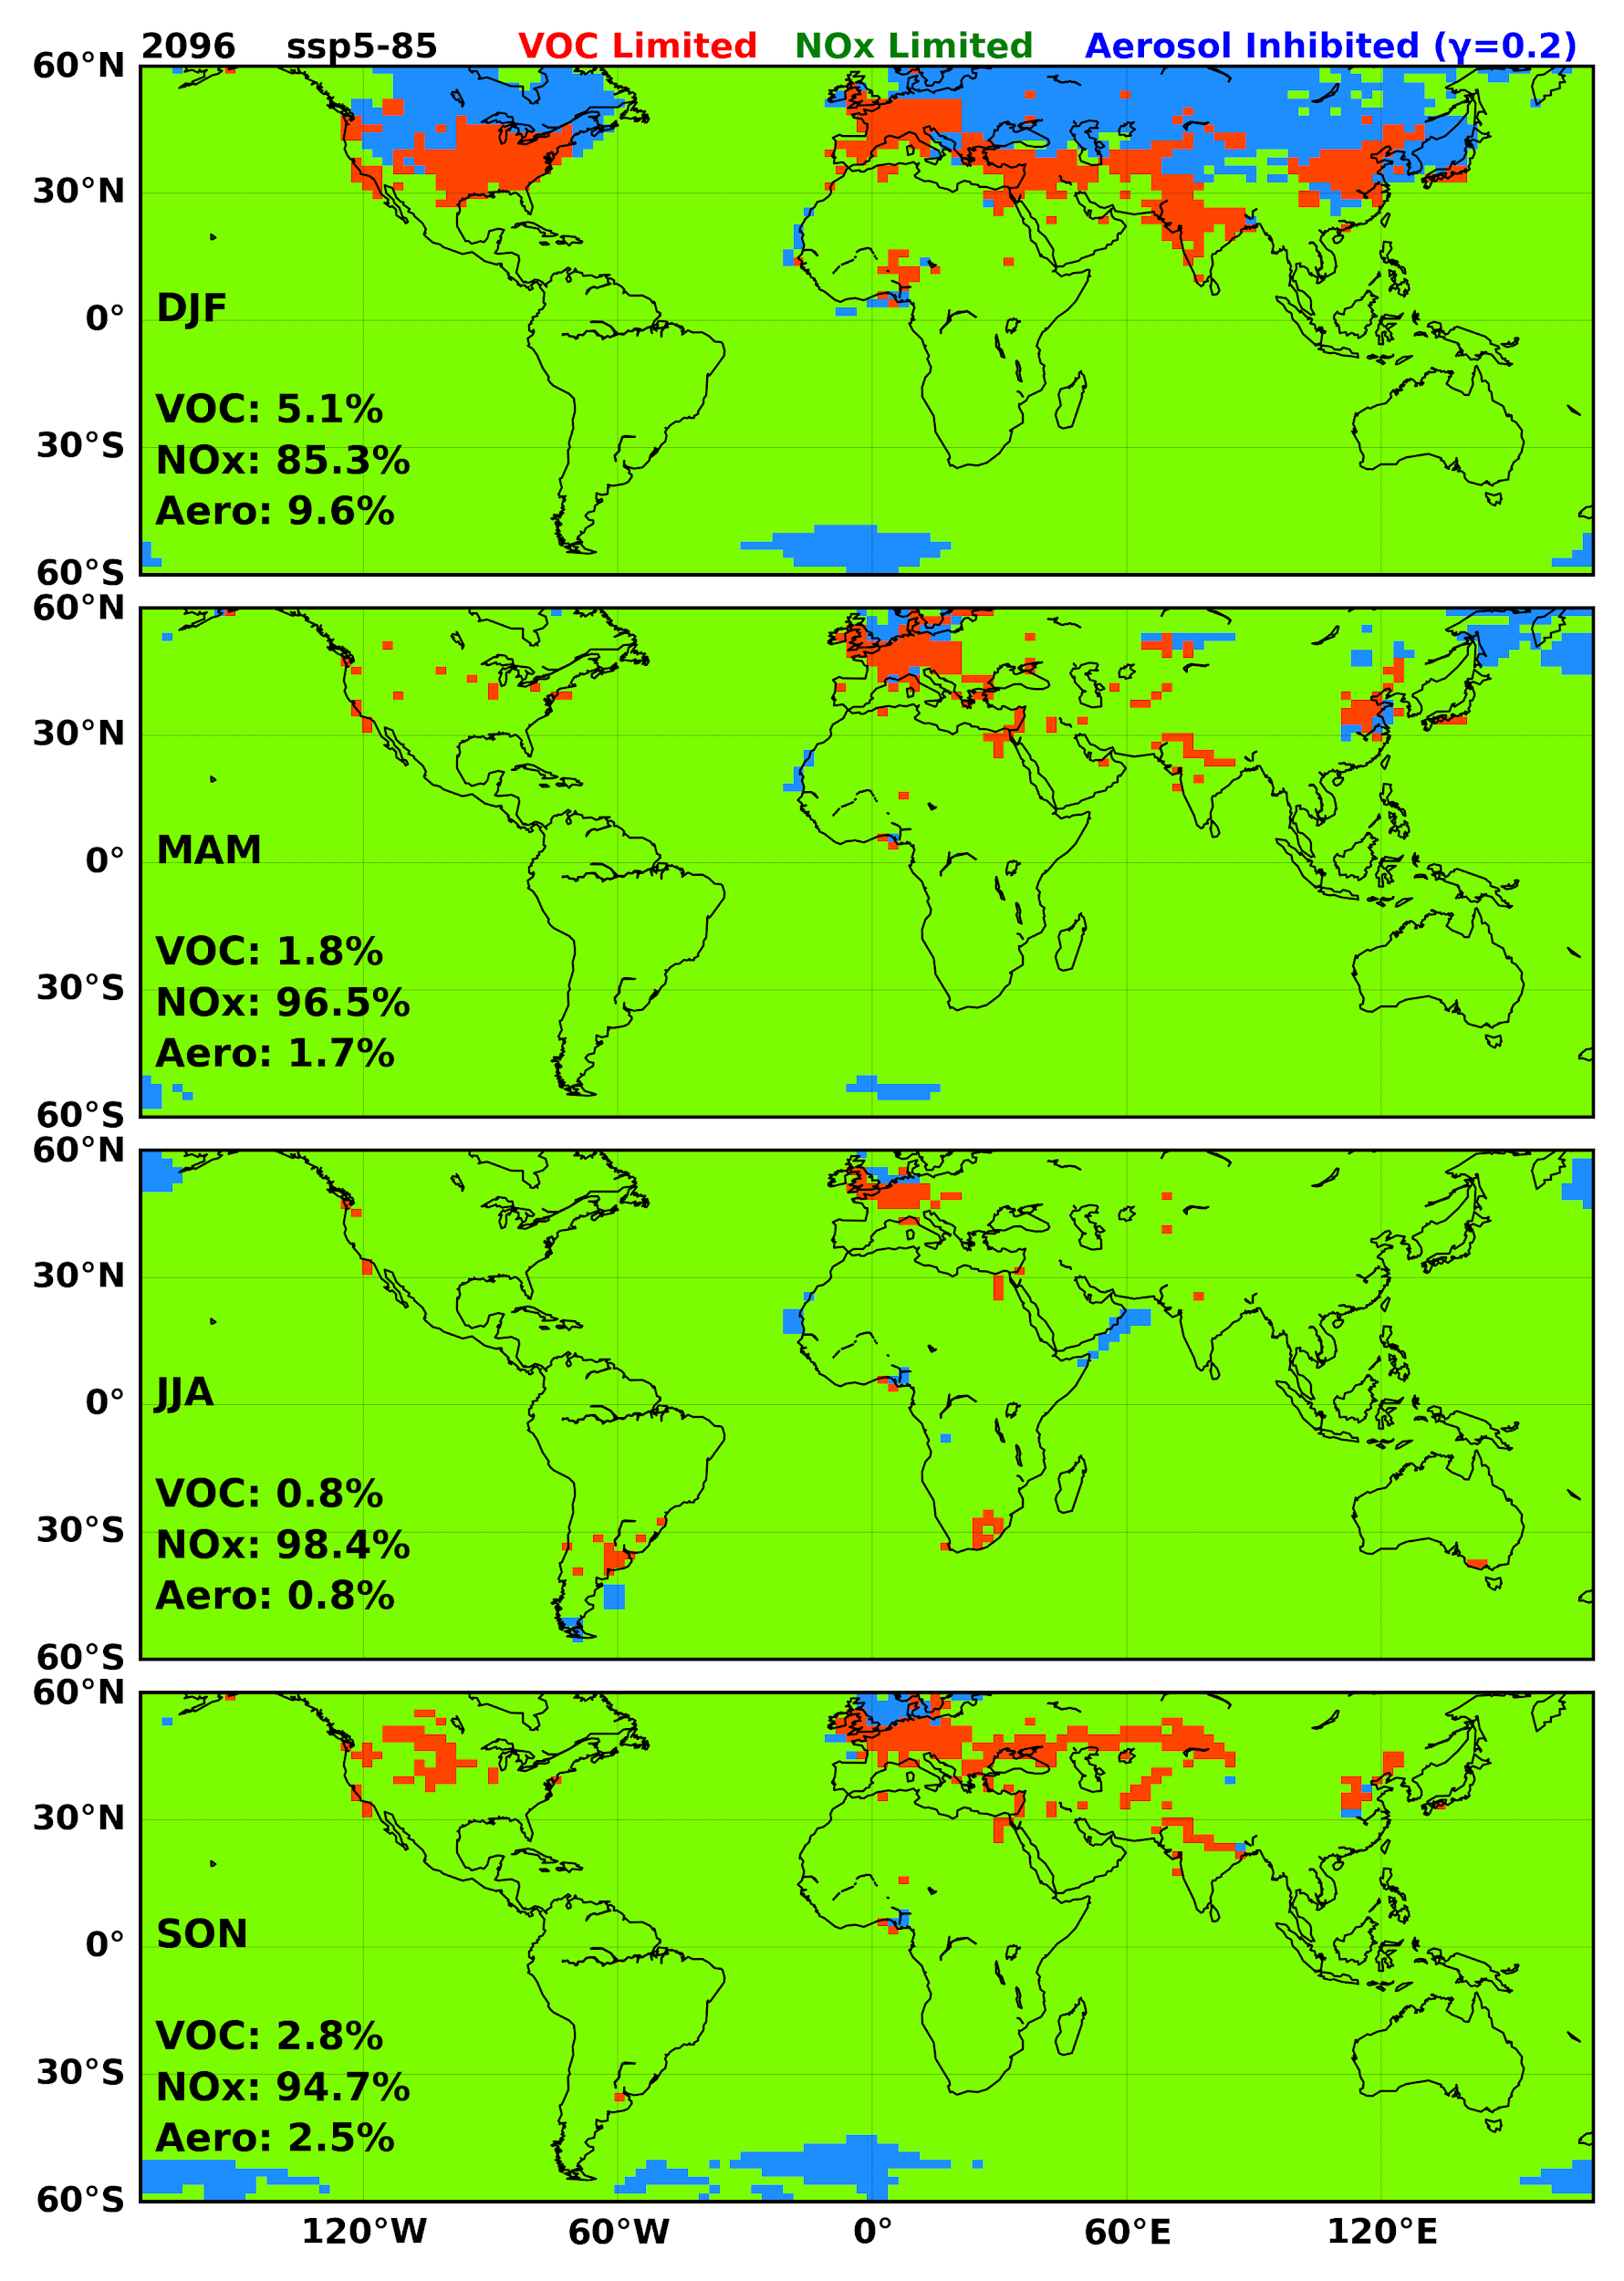 2096 ssp5-85 VOC Limited NOx Limited Aerosol Inhibited (γ=0.2)
60°N
30°N
0°
30°S
60°S
DJF
VOC: 5.1%
NOx: 85.3%
Aero: 9.6%
60°N
30°N
0°
30°S
60°S
MAM
VOC: 1.8%
NOx: 96.5%
Aero: 1.7%
60°N
30°N
0°
30°S
60°S
JJA
VOC: 0.8%
NOx: 98.4%
Aero: 0.8%
60°N
30°N
0°
30°S
60°S
SON
VOC: 2.8%
NOx: 94.7%
Aero: 2.5%
120°W 60°W 0° 60°E 120°E